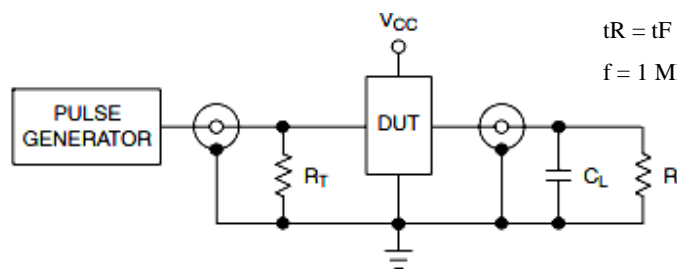 VCC
tR = tF
f = 1 M
PULSE
GENERATOR
DUT
RT
CL
R